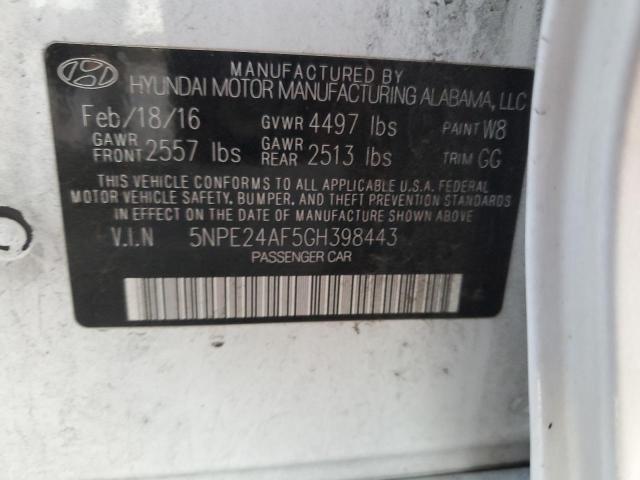 MANUFACTURED BY
HYUNDAI MOTOR MANUFACTURING ALABAMA, LLC
Feb/18/16 GVWR 4497 lbs PAINT W8
GAWR FRONT 2557 lbs GAWR REAR 2513 lbs TRIM GG
THIS VEHICLE CONFORMS TO ALL APPLICABLE U.S.A. FEDERAL
MOTOR VEHICLE SAFETY, BUMPER, AND THEFT PREVENTION STANDARDS
IN EFFECT ON THE DATE OF MANUFACTURE SHOWN ABOVE.
V.I.N 5NPE24AF5GH398443
PASSENGER CAR